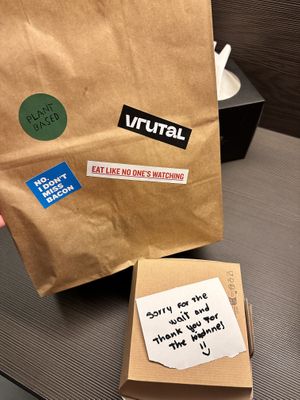 PLANT
BASED
VRUTAL
EAT LIKE NO ONE'S WATCHING
NO,
I DON'T
MISS
BACON
Sorry for the
wait and
thank you for
the
:)